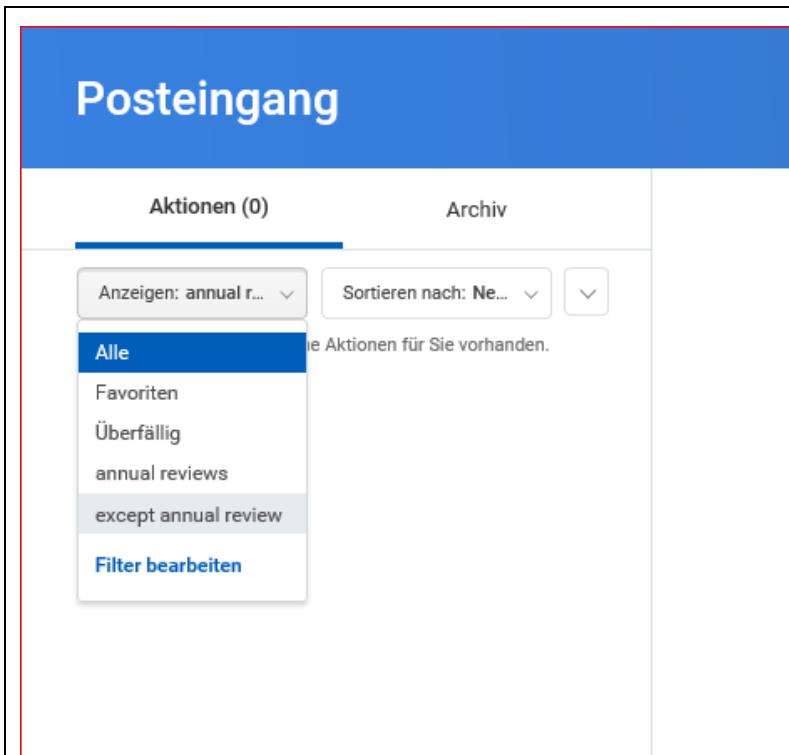 Posteingang
Aktionen (0) Archiv
Anzeigen: annual r... Sortieren nach: Ne...
Alle
Aktionen für Sie vorhanden.
Favoriten
Überfällig
annual reviews
except annual review
Filter bearbeiten